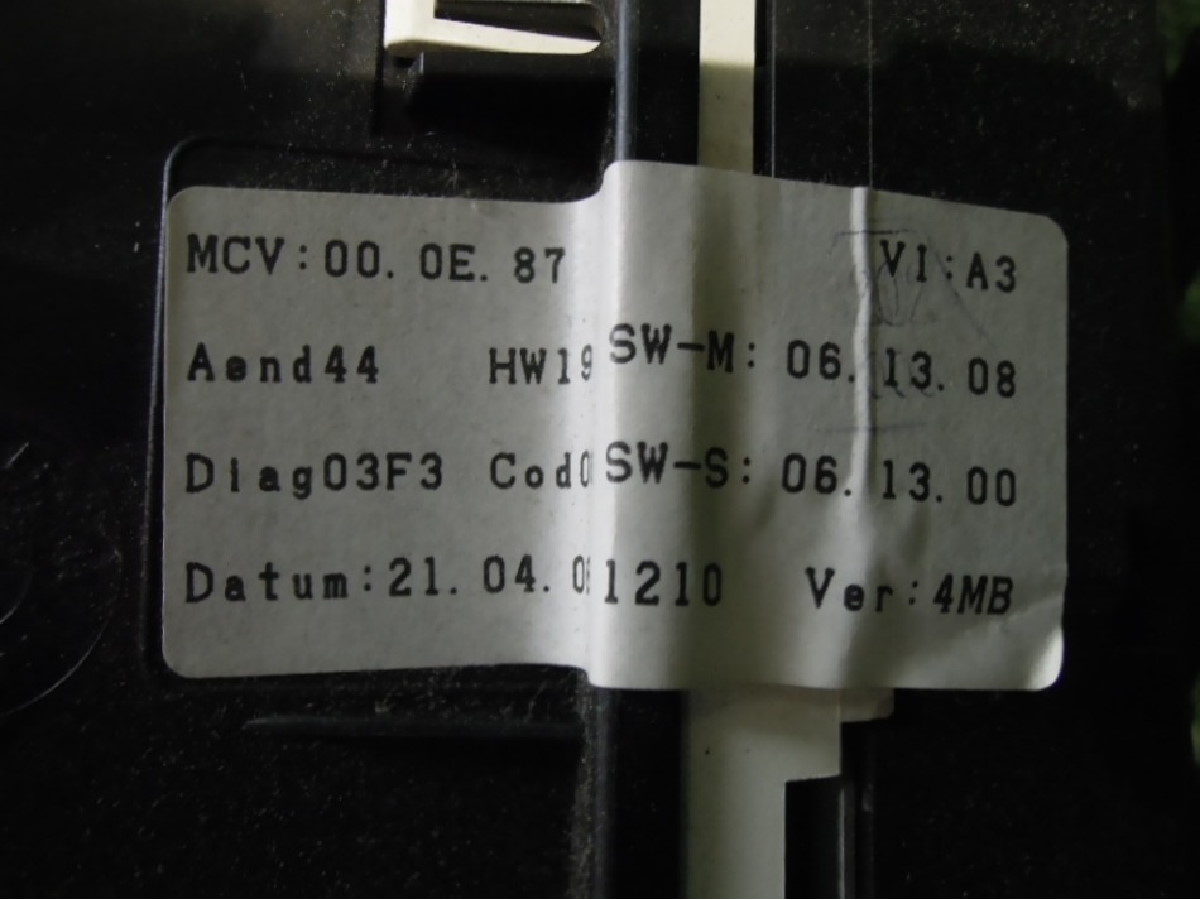 MCV:00.0E.87 VI:A3
Aend44 HW19 SW-M:06.13.08
Diag03F3 Cod0 SW-S:06.13.00
Datum:21.04.0 1210 Ver:4MB